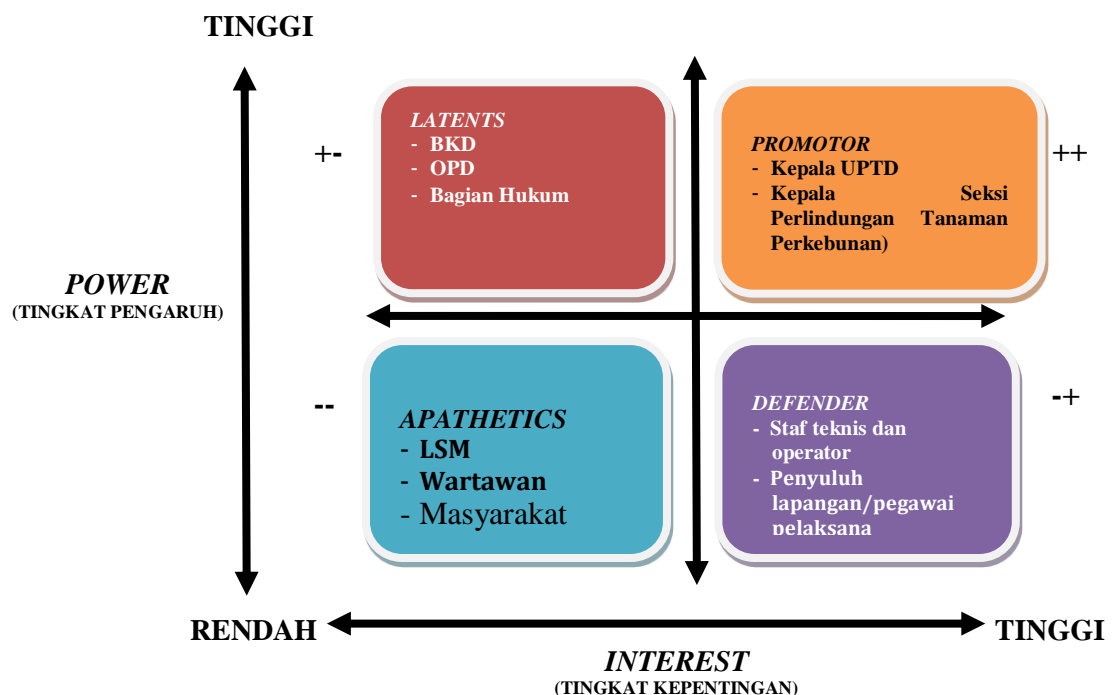 TINGGI
LATENTS
- BKD
- OPD
- Bagian Hukum
PROMOTOR
- Kepala UPTD
- Kepala Seksi
Perlindungan Tanaman
Perkebunan)
+-
++
POWER
(TINGKAT PENGARUH)
APATHETICS
- LSM
- Wartawan
- Masyarakat
DEFENDER
- Staf teknis dan
operator
- Penyuluh
lapangan/pegawai
pelaksana
--
-+
RENDAH
TINGGI
INTEREST
(TINGKAT KEPENTINGAN)